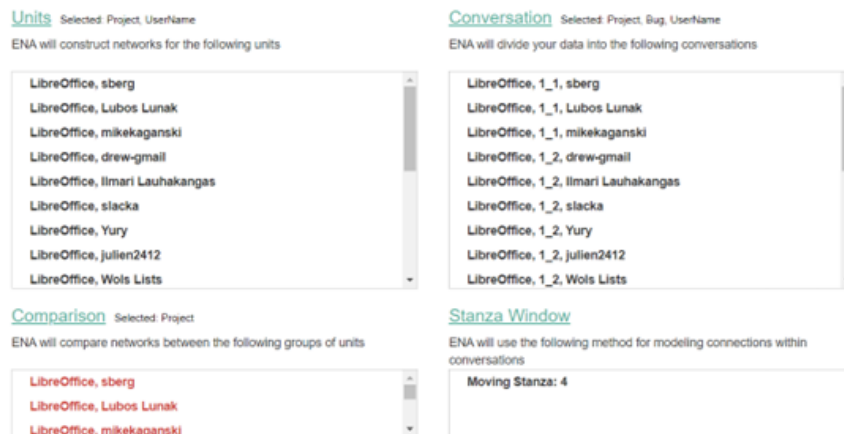 Units Selected: Project, UserName
ENA will construct networks for the following units
LibreOffice, sberg
LibreOffice, Lubos Lunak
LibreOffice, mikekaganski
LibreOffice, drew-gmail
LibreOffice, Ilmari Lauhakangas
LibreOffice, slacka
LibreOffice, Yury
LibreOffice, julien2412
LibreOffice, Wols Lists
Conversation Selected: Project, Bug, UserName
ENA will divide your data into the following conversations
LibreOffice, 1_1, sberg
LibreOffice, 1_1, Lubos Lunak
LibreOffice, 1_1, mikekaganski
LibreOffice, 1_2, drew-gmail
LibreOffice, 1_2, Ilmari Lauhakangas
LibreOffice, 1_2, slacka
LibreOffice, 1_2, Yury
LibreOffice, 1_2, julien2412
LibreOffice, 1_2, Wols Lists
Comparison Selected: Project
ENA will compare networks between the following groups of units
LibreOffice, sberg
LibreOffice, Lubos Lunak
LibreOffice, mikekaganski
Stanza Window
ENA will use the following method for modeling connections within
conversations
Moving Stanza: 4